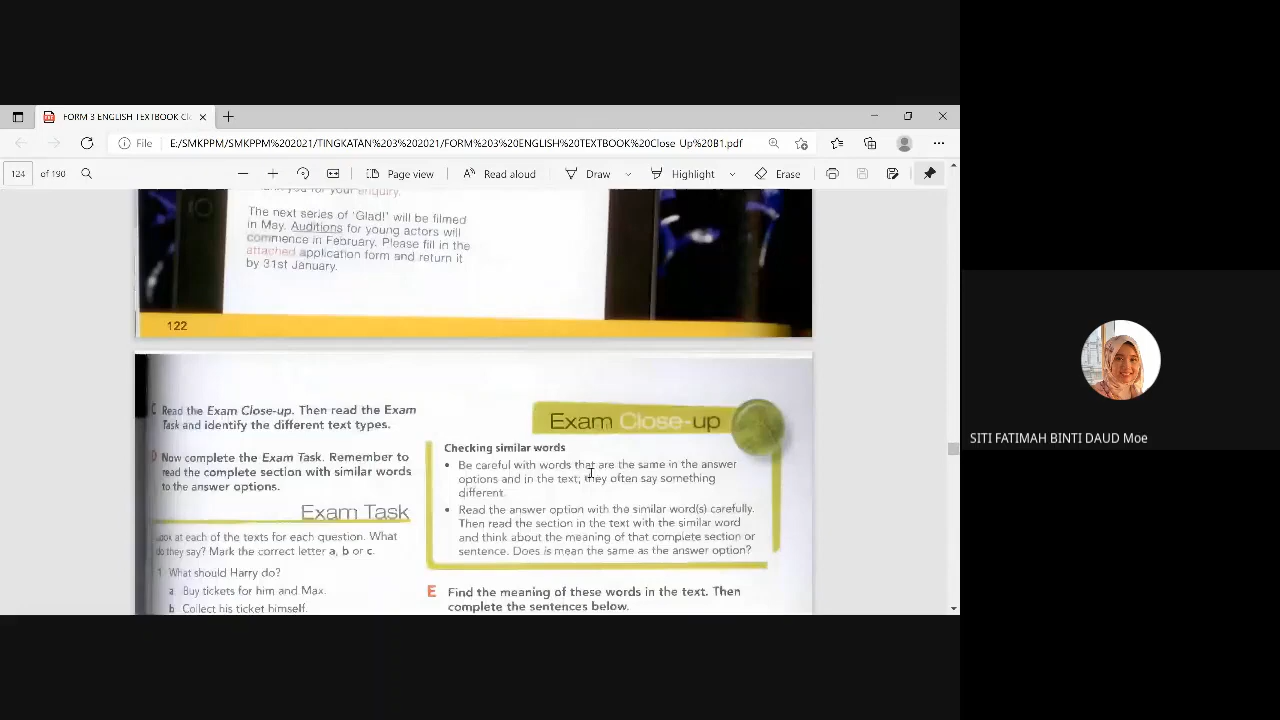 FORM 3 ENGLISH TEXTBOOK Cl
File
E:/SMKPPM/SMKPPM%202021/TINGKATAN%203%202021/FORM%203%20ENGLISH%20TEXTBOOK%20Close Up%20B1.pdf
124 of 190
Page view
Read aloud
Draw
Highlight
Erase
you for your enquiry.
The next series of 'Glad!' will be filmed
in May. Auditions for young actors will
commence in February. Please fill in the
attached application form and return it
by 31st January.
122
C Read the Exam Close-up. Then read the Exam
Task and identify the different text types.
D Now complete the Exam Task. Remember to
read the complete section with similar words
to the answer options.
Exam Task
Look at each of the texts for each question. What
do they say? Mark the correct letter a, b or c.
1 What should Harry do?
a Buy tickets for him and Max.
b Collect his ticket himself.
Exam Close-up
Checking similar words
• Be careful with words that are the same in the answer
options and in the text; they often say something
different.
• Read the answer option with the similar word(s) carefully.
Then read the section in the text with the similar word
and think about the meaning of that complete section or
sentence. Does is mean the same as the answer option?
E Find the meaning of these words in the text. Then
complete the sentences below.
SITI FATIMAH BINTI DAUD Moe